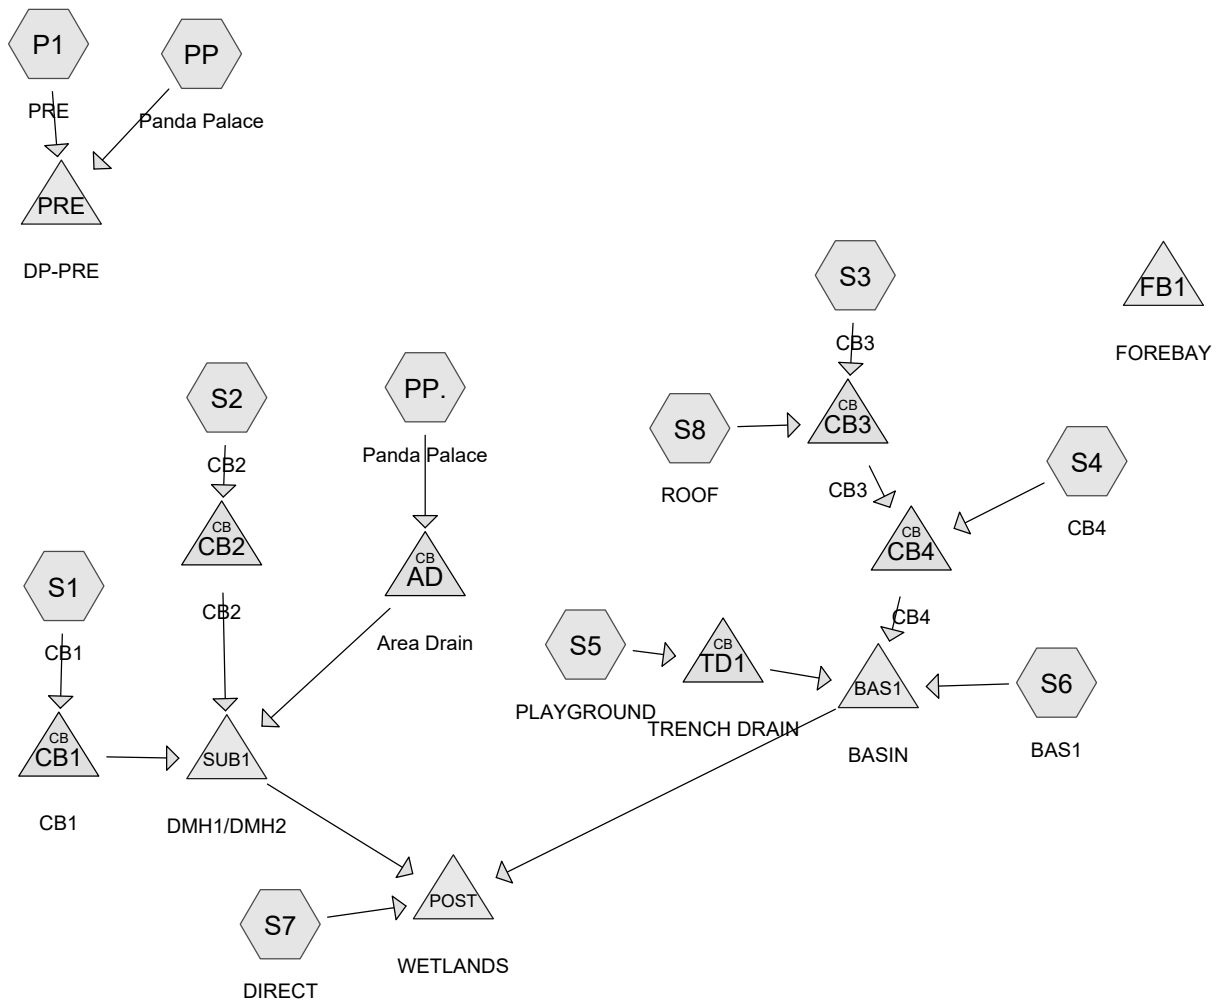 P1
PP
PRE
Panda Palace
PRE
DP-PRE
S3
FB1
CB3
FOREBAY
S2
PP.
CB
CB3
S8
CB2
Panda Palace
S4
ROOF
CB3
CB4
CB
CB2
CB
CB4
CB
AD
S1
CB2
CB4
Area Drain
CB1
S5
CB
TD1
BAS1
S6
PLAYGROUND
TRENCH DRAIN
CB
CB1
SUB1
BASIN
BAS1
CB1
DMH1/DMH2
POST
S7
WETLANDS
DIRECT